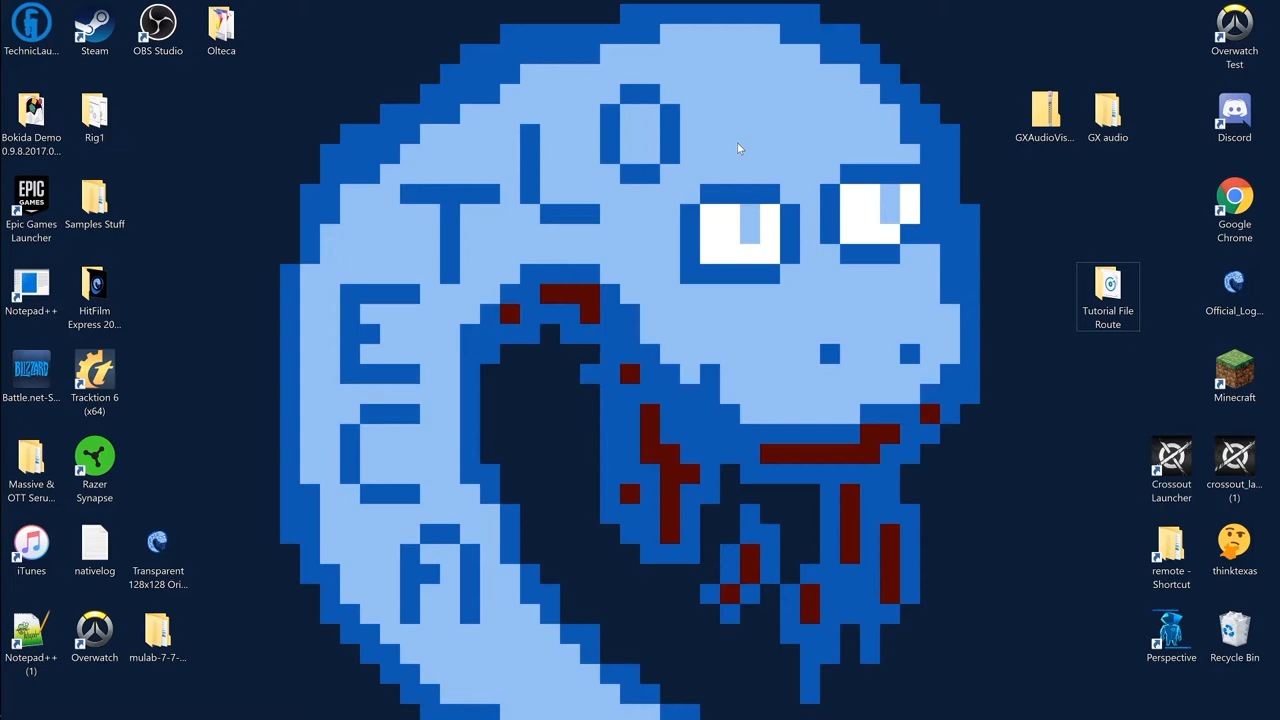 TechnicLau...
Steam
OBS Studio
Olteca
Overwatch
Test
Bokida Demo
0.9.8.2017.0...
Rig1
GXAudioVis...
GX audio
Discord
EPIC
GAMES
Epic Games
Launcher
Samples Stuff
Google
Chrome
Notepad++
HitFilm
Express 20...
Tutorial File
Route
Official_Log...
BLIZZARD
Battle.net-S...
Tracktion 6
(x64)
Minecraft
Massive &
OTT Seru...
Razer
Synapse
Crossout
Launcher
crossout_la...
(1)
iTunes
nativelog
Transparent
128x128 Ori...
remote -
Shortcut
thinktexas
Notepad++
(1)
Overwatch
mulab-7-7-...
Perspective
Recycle Bin
OLTECA